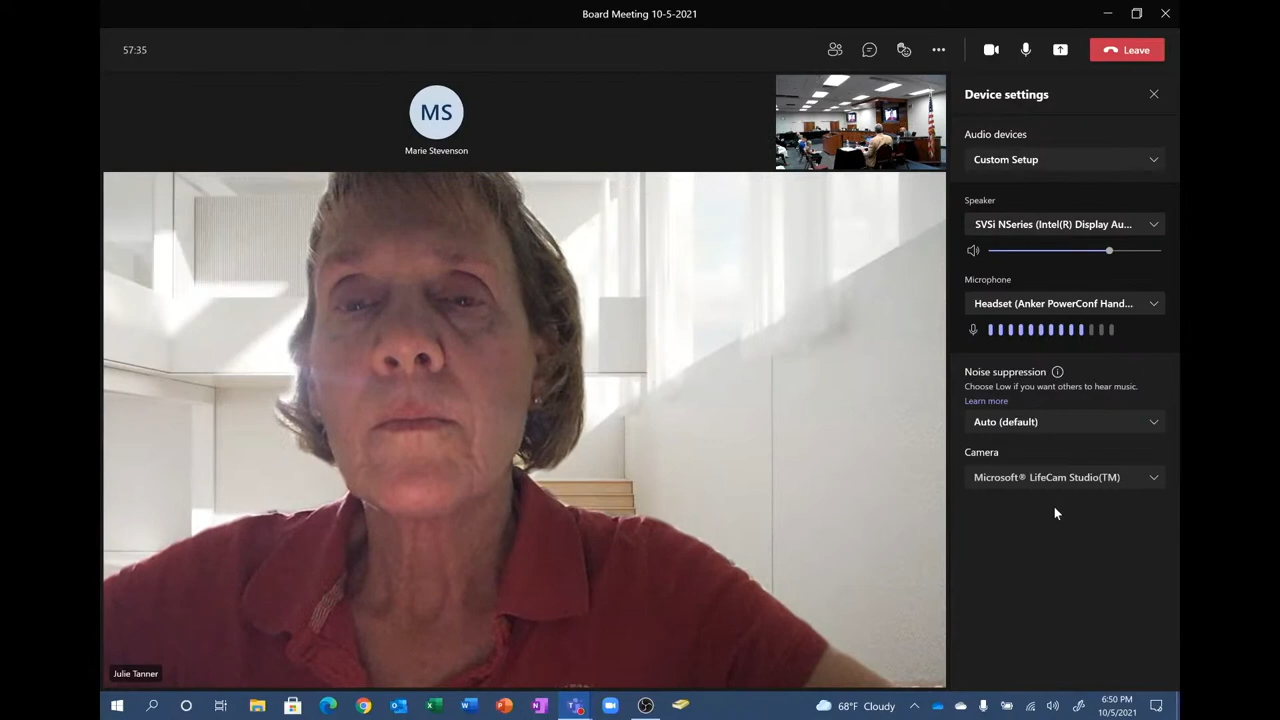 Board Meeting 10-5-2021
57:35
Leave
MS
Marie Stevenson
Device settings
Audio devices
Custom Setup
Speaker
SVSi NSeries (Intel(R) Display Au...
Microphone
Headset (Anker PowerConf Hand...
Noise suppression
Choose Low if you want others to hear music.
Learn more
Auto (default)
Camera
Microsoft® LifeCam Studio(TM)
Julie Tanner
68°F Cloudy
6:50 PM
10/5/2021